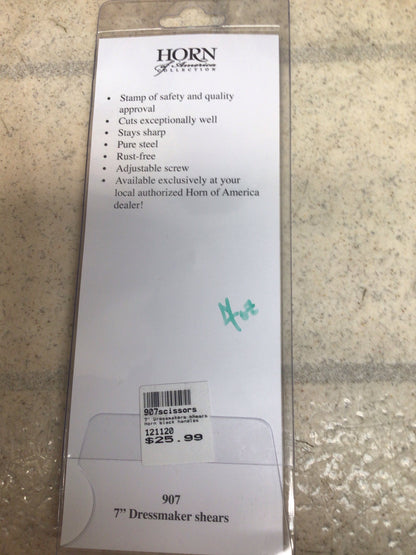 HORN
of America
COLLECTION
• Stamp of safety and quality
approval
• Cuts exceptionally well
• Stays sharp
• Pure steel
• Rust-free
• Adjustable screw
• Available exclusively at your
local authorized Horn of America
dealer!
907scissors
7" Dressmakers shears
Horn black handles
121120
$25.99
907
7” Dressmaker shears